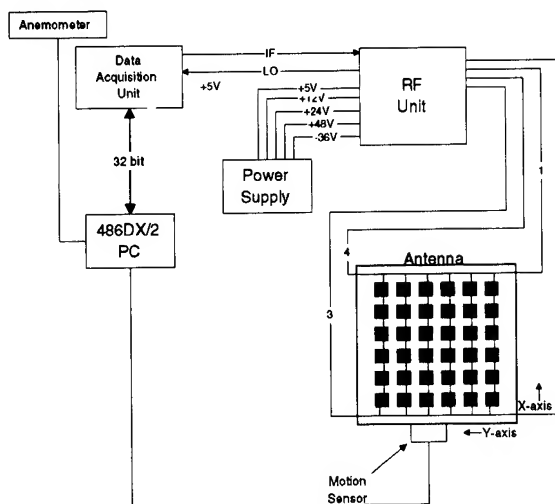 Anemometer
Data
Acquisition
Unit
IF
LO
+5V
RF
Unit
+5V
+12V
+24V
+48V
-36V
Power
Supply
32 bit
486DX/2
PC
1
4
3
Antenna
X-axis
Y-axis
Motion
Sensor